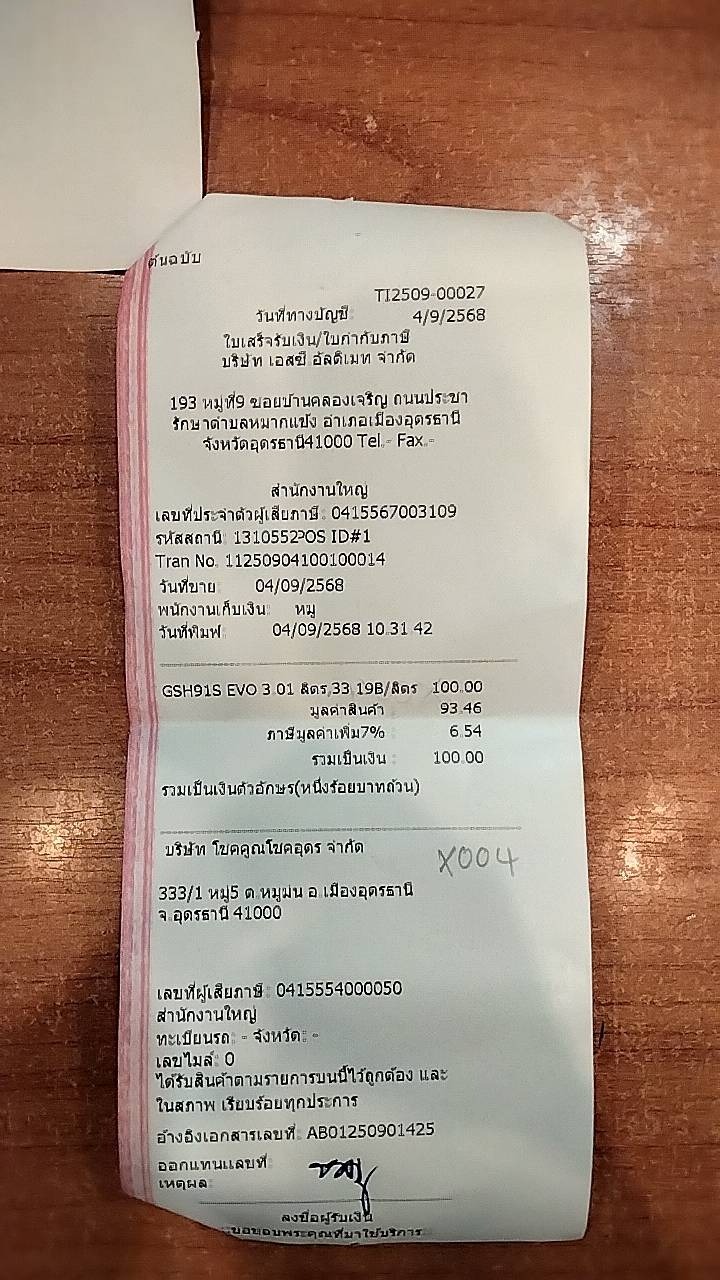 ต้นฉบับ
TI2509-00027
วันที่ทางบัญชี: 4/9/2568
ใบเสร็จรับเงิน/ใบกำกับภาษี
บริษัท เอสซี อัลติเมท จำกัด
193 หมู่ที่9 ซอยบ้านคลองเจริญ ถนนประชา
รักษาตำบลหมากแข้ง อำเภอเมืองอุดรธานี
จังหวัดอุดรธานี41000 Tel.- Fax.-
สำนักงานใหญ่
เลขที่ประจำตัวผู้เสียภาษี: 0415567003109
รหัสสถานี: 1310552POS ID#1
Tran No. 11250904100100014
วันที่ขาย: 04/09/2568
พนักงานเก็บเงิน: หมู
วันที่พิมฟ์: 04/09/2568 10:31:42
GSH91S EVO 3.01 ลิตร,33.19B/ลิตร 100.00
มูลค่าสินค้า : 93.46
ภาษีมูลค่าเพิ่ม7% : 6.54
รวมเป็นเงิน : 100.00
รวมเป็นเงินตัวอักษร(หนึ่งร้อยบาทถ้วน)
บริษัท โชคคูณโชคอุดร จำกัด
X004
333/1 หมู่5 ต.หมูม่น อ.เมืองอุดรธานี
จ.อุดรธานี 41000
เลขที่ผู้เสียภาษี: 0415554000050
สำนักงานใหญ่
ทะเบียนรถ: - จังหวัด: -
เลขไมล์: 0
ได้รับสินค้าตามรายการบนนี้ไว้ถูกต้อง และ
ในสภาพ เรียบร้อยทุกประการ
อ้างอิงเอกสารเลขที่: AB01250901425
ออกแทนเลขที่:
เหตุผล:
ลงชื่อผู้รับเงิน
ขอขอบพระคุณที่มาใช้บริการ